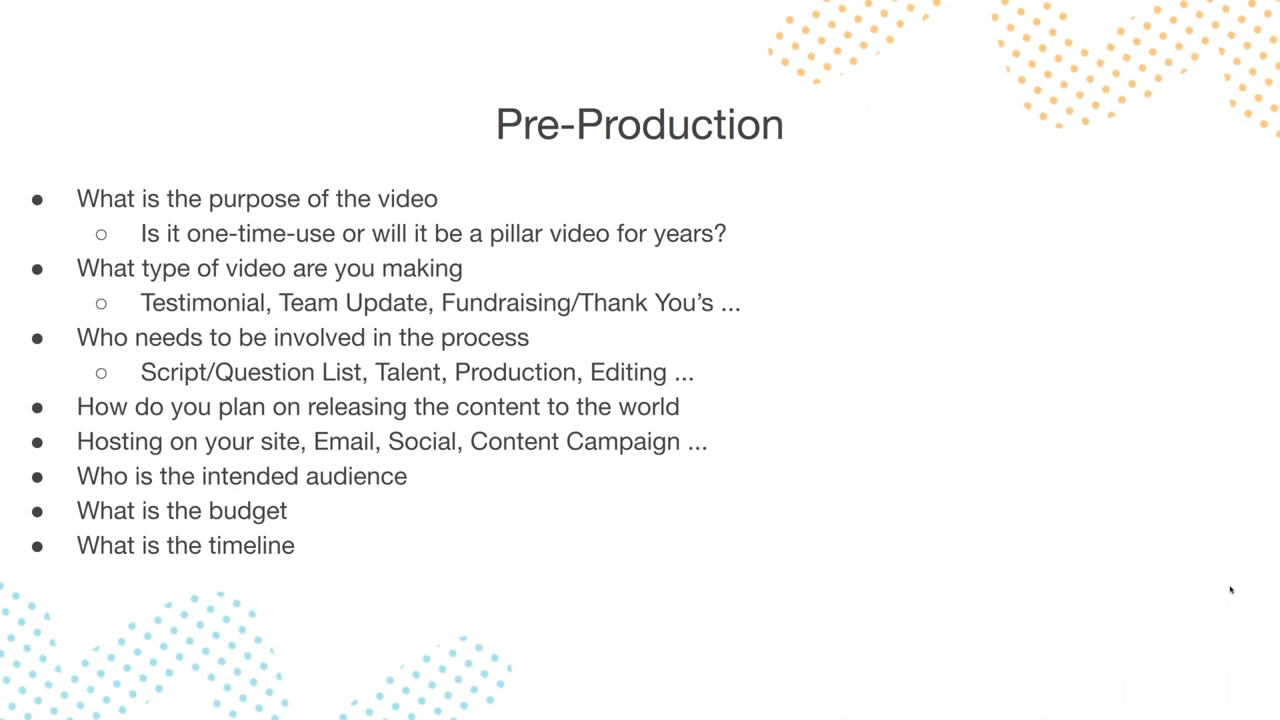 Pre-Production
● What is the purpose of the video
○ Is it one-time-use or will it be a pillar video for years?
● What type of video are you making
○ Testimonial, Team Update, Fundraising/Thank You’s ...
● Who needs to be involved in the process
○ Script/Question List, Talent, Production, Editing ...
● How do you plan on releasing the content to the world
● Hosting on your site, Email, Social, Content Campaign ...
● Who is the intended audience
● What is the budget
● What is the timeline